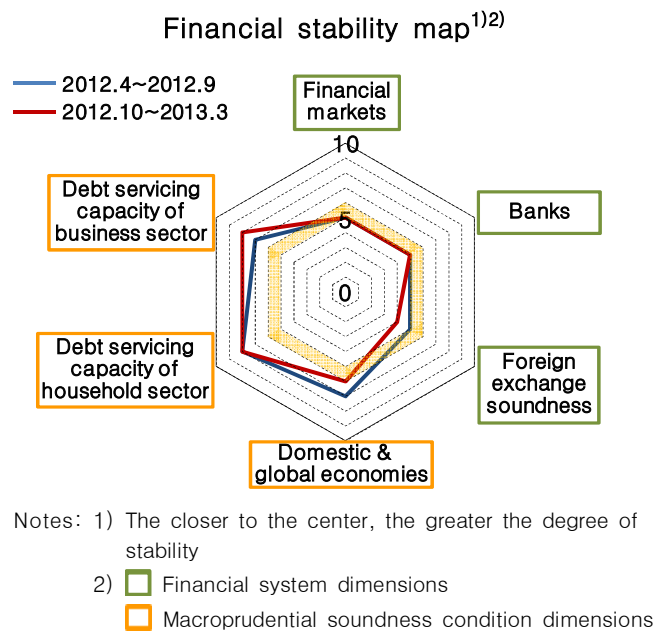 Financial stability map1)2)
2012.4~2012.9
2012.10~2013.3
Financial
markets
10
Debt servicing
capacity of
business sector
Banks
5
0
Debt servicing
capacity of
household sector
Foreign
exchange
soundness
Domestic &
global economies
Notes: 1) The closer to the center, the greater the degree of
stability
2) Financial system dimensions
Macroprudential soundness condition dimensions